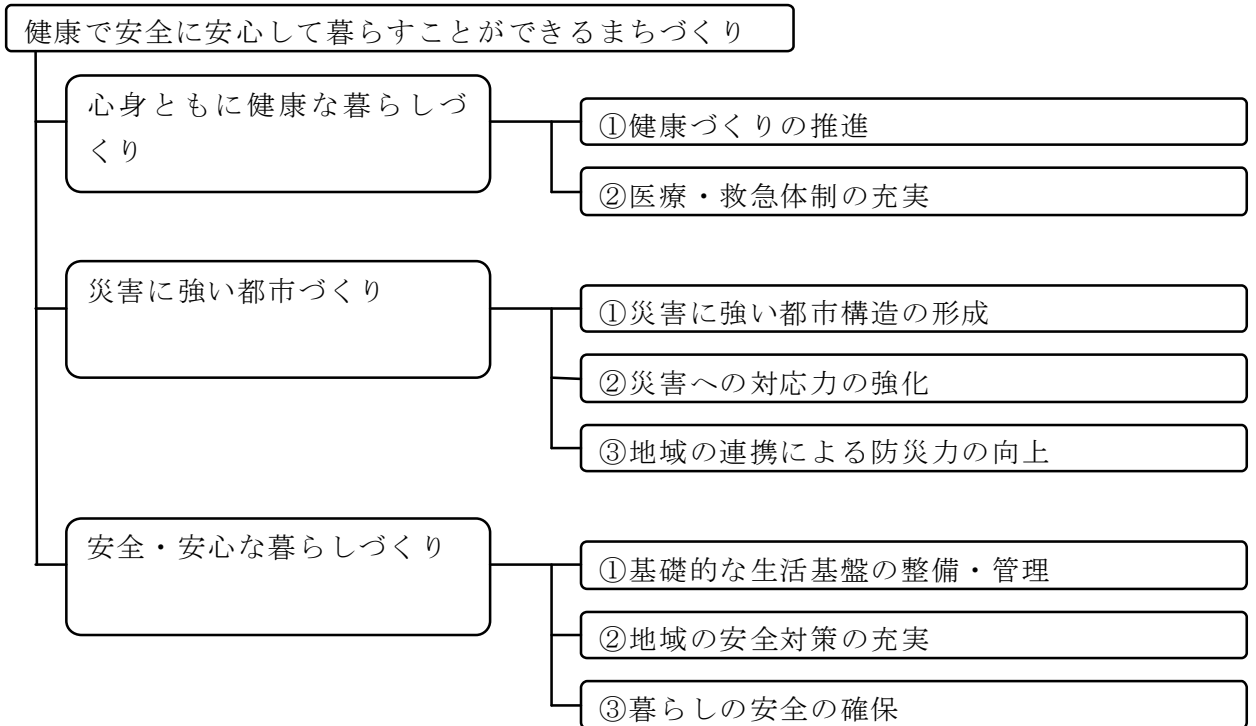 健康で安全に安心して暮らすことができるまちづくり
心身ともに健康な暮らしづ
くり
①健康づくりの推進
②医療・救急体制の充実
災害に強い都市づくり
①災害に強い都市構造の形成
②災害への対応力の強化
③地域の連携による防災力の向上
安全・安心な暮らしづくり
①基礎的な生活基盤の整備・管理
②地域の安全対策の充実
③暮らしの安全の確保